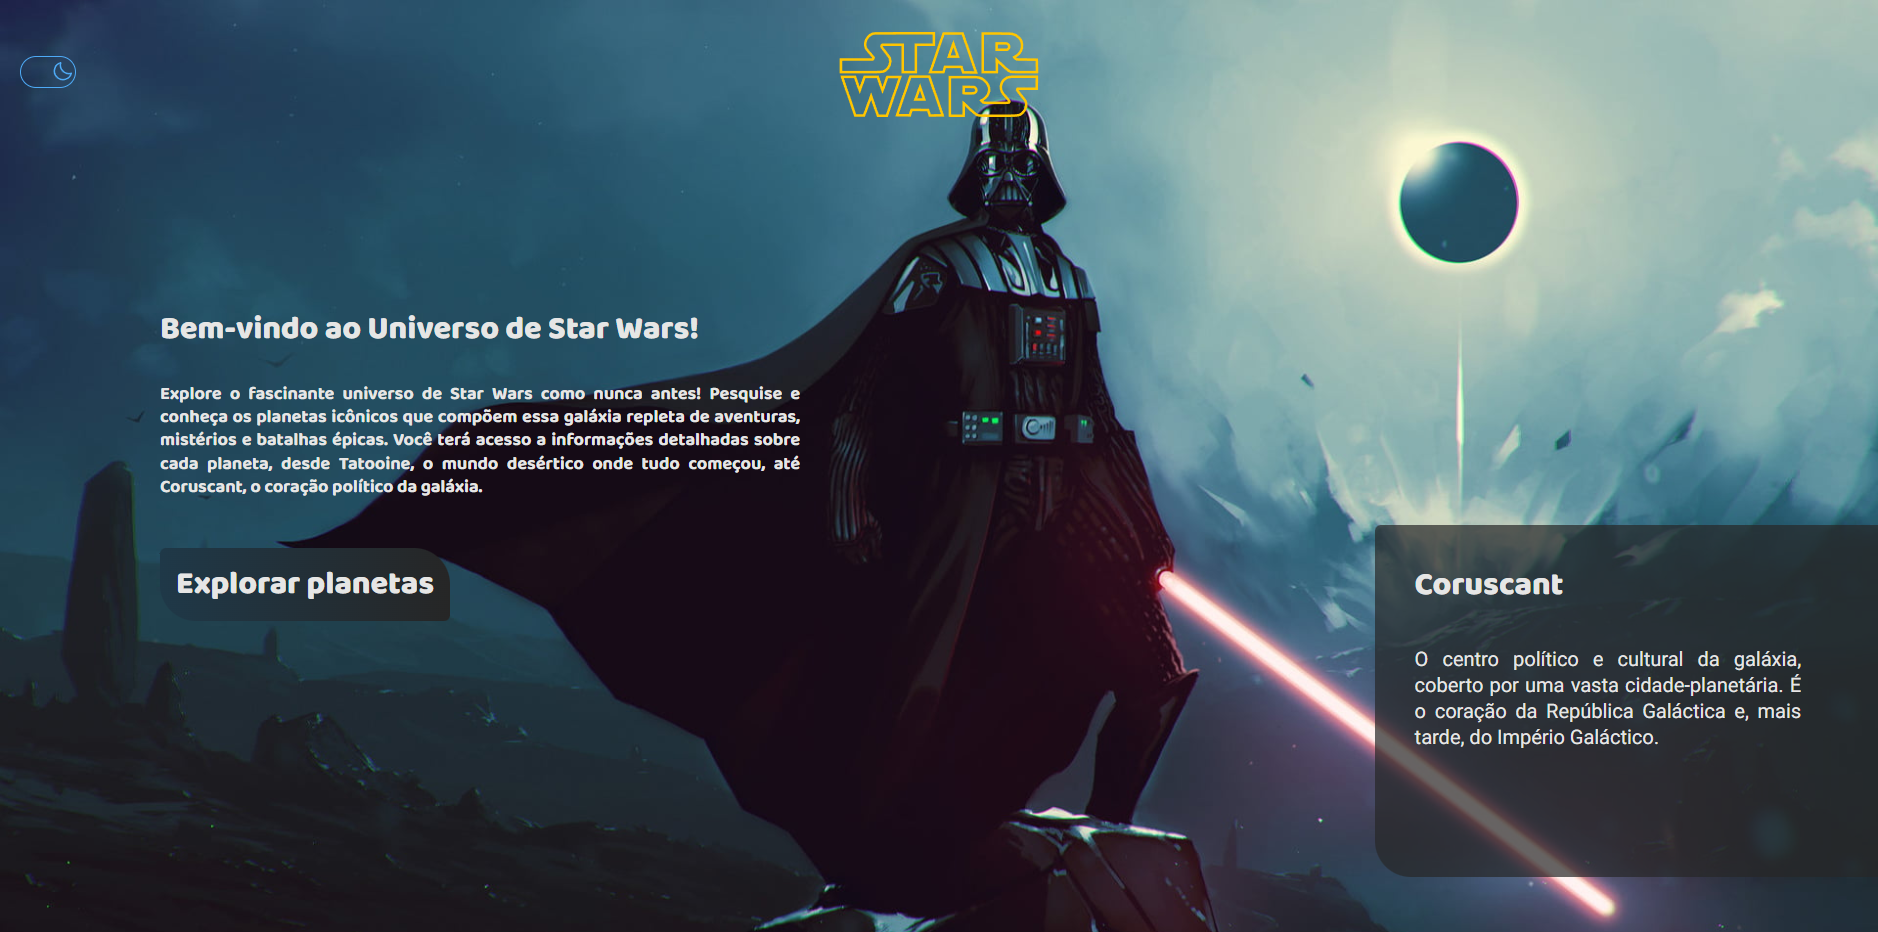 STAR
WARS
Bem-vindo ao Universo de Star Wars!
Explore o fascinante universo de Star Wars como nunca antes! Pesquise e
conheça os planetas icônicos que compõem essa galáxia repleta de aventuras,
mistérios e batalhas épicas. Você terá acesso a informações detalhadas sobre
cada planeta, desde Tatooine, o mundo desértico onde tudo começou, até
Coruscant, o coração político da galáxia.
Explorar planetas
Coruscant
O centro político e cultural da galáxia,
coberto por uma vasta cidade-planetária. É
o coração da República Galáctica e, mais
tarde, do Império Galáctico.